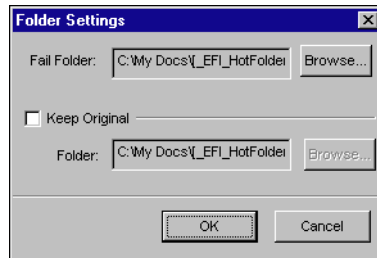 Folder Settings
Fail Folder: C:\My Docs\[_EFI_HotFolder Browse...
Keep Original
Folder: C:\My Docs\[_EFI_HotFolder Browse...
OK Cancel